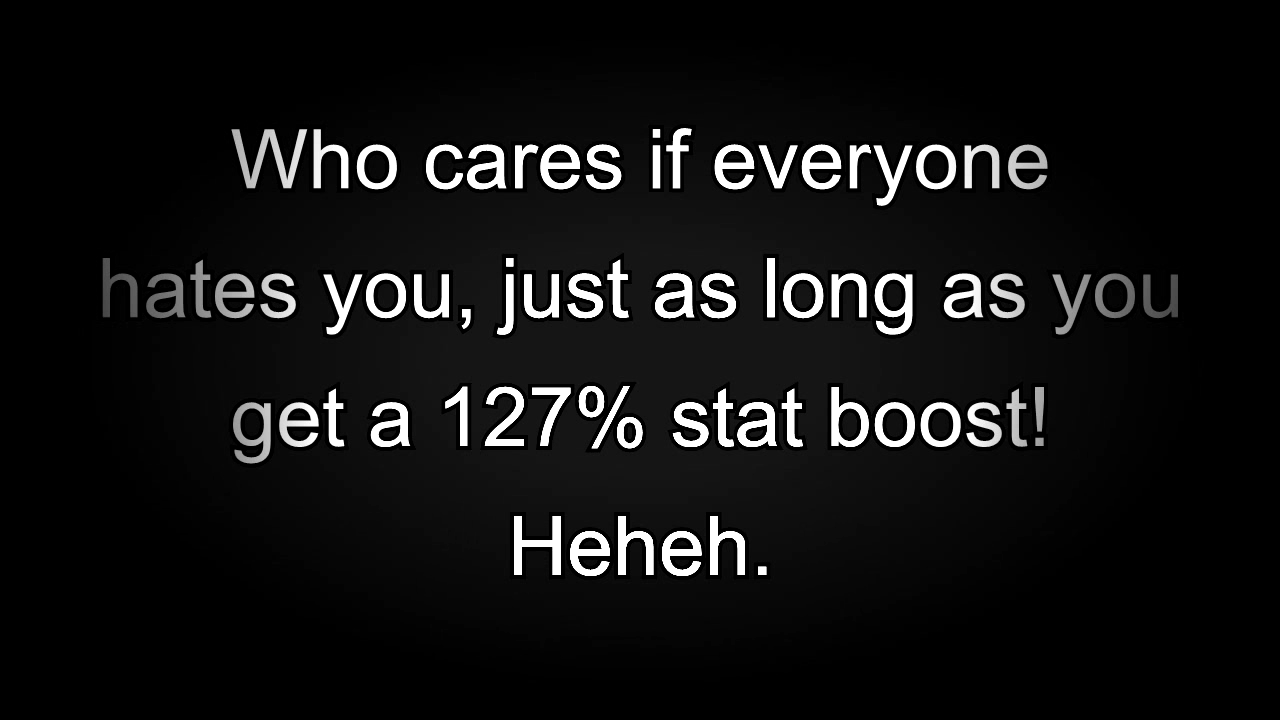 Who cares if everyone
hates you, just as long as you
get a 127% stat boost!
Heheh.